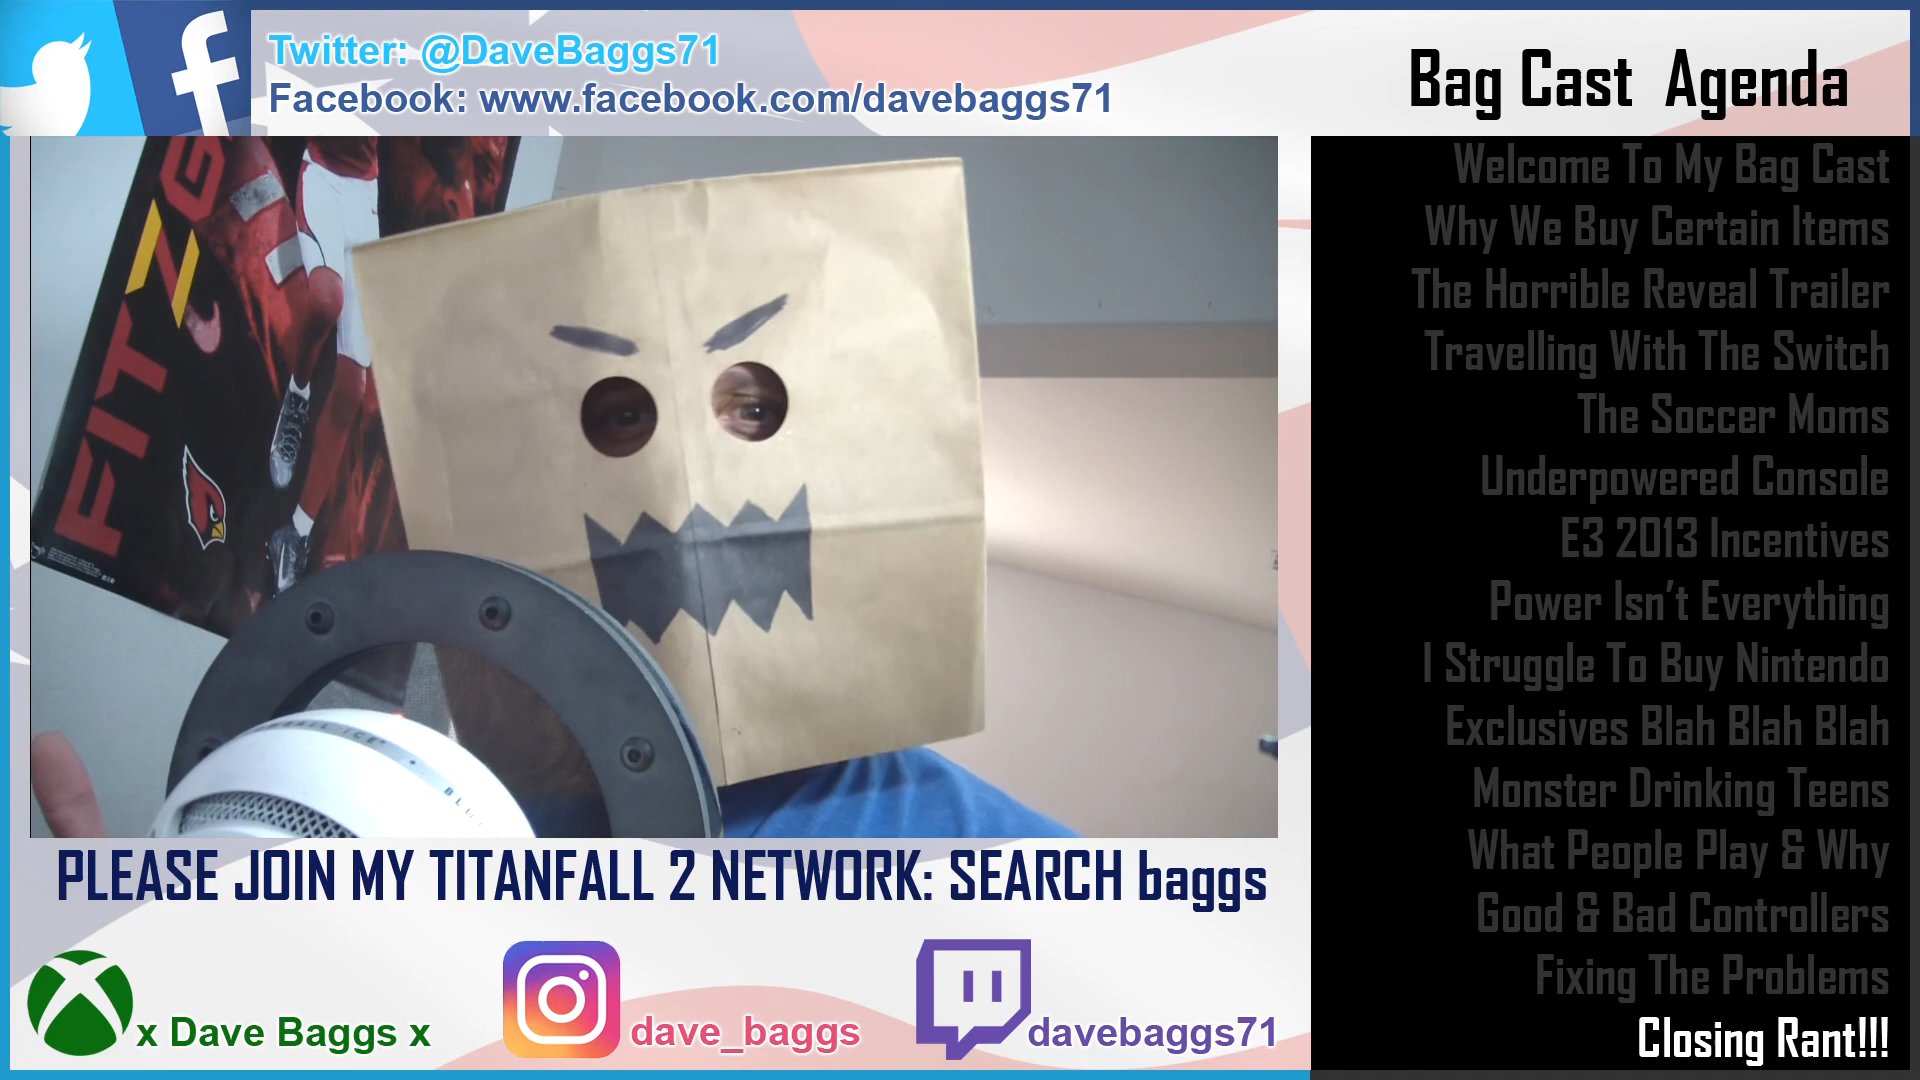 Twitter: @DaveBaggs71
Facebook: www.facebook.com/davebaggs71
Bag Cast Agenda
Welcome To My Bag Cast
Why We Buy Certain Items
The Horrible Reveal Trailer
Travelling With The Switch
The Soccer Moms
Underpowered Console
E3 2013 Incentives
Power Isn't Everything
I Struggle To Buy Nintendo
Exclusives Blah Blah Blah
Monster Drinking Teens
What People Play & Why
Good & Bad Controllers
Fixing The Problems
Closing Rant!!!
FITZG
ICE
PLEASE JOIN MY TITANFALL 2 NETWORK: SEARCH baggs
x Dave Baggs x
dave_baggs
davebaggs71